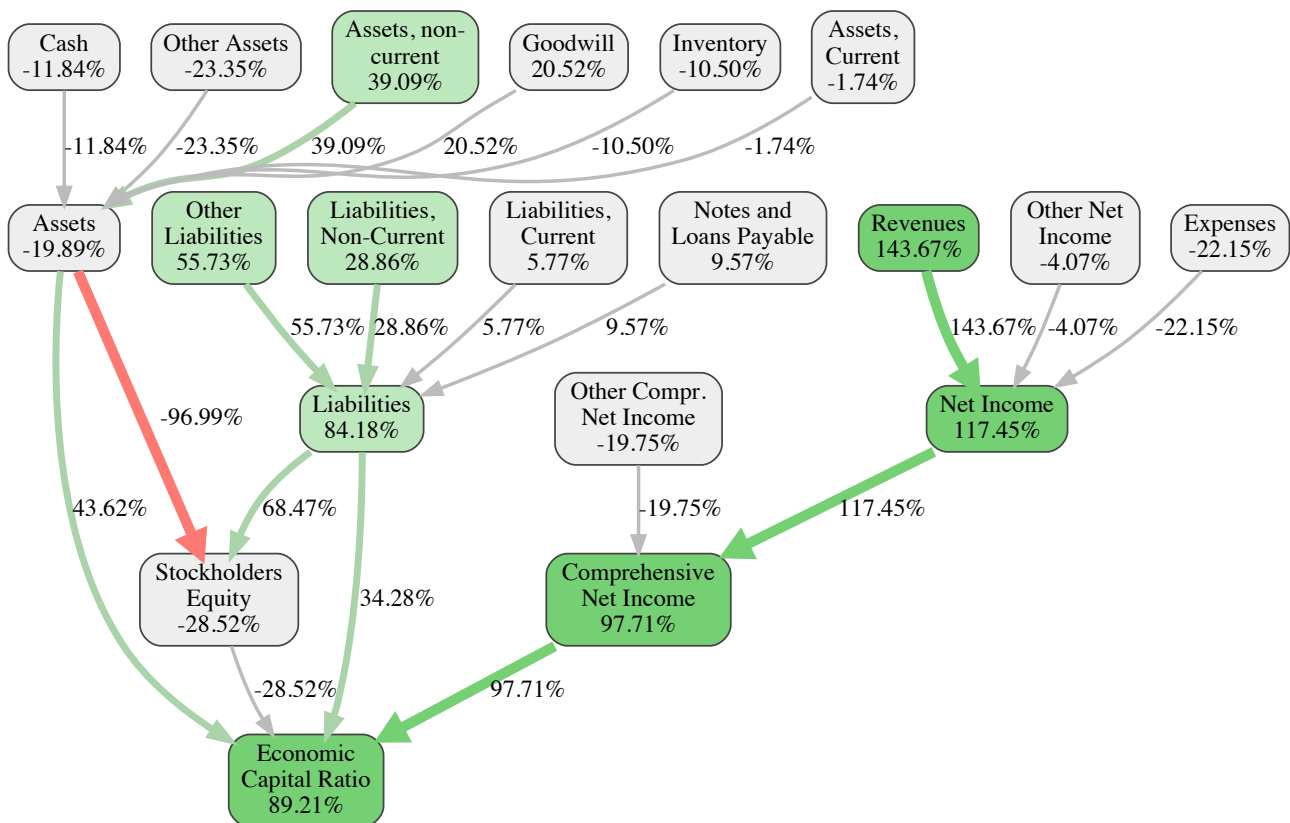 Cash
-11.84%
Other Assets
-23.35%
Assets, non-
current
39.09%
Goodwill
20.52%
Inventory
-10.50%
Assets,
Current
-1.74%
-11.84%
-23.35%
39.09%
20.52%
-10.50%
-1.74%
Assets
-19.89%
Other
Liabilities
55.73%
Liabilities,
Non-Current
28.86%
Liabilities,
Current
5.77%
Notes and
Loans Payable
9.57%
Revenues
143.67%
Other Net
Income
-4.07%
Expenses
-22.15%
55.73%
28.86%
5.77%
9.57%
143.67%
-4.07%
-22.15%
-96.99%
Liabilities
84.18%
Other Compr.
Net Income
-19.75%
Net Income
117.45%
43.62%
68.47%
-19.75%
117.45%
Stockholders
Equity
-28.52%
34.28%
Comprehensive
Net Income
97.71%
-28.52%
97.71%
Economic
Capital Ratio
89.21%